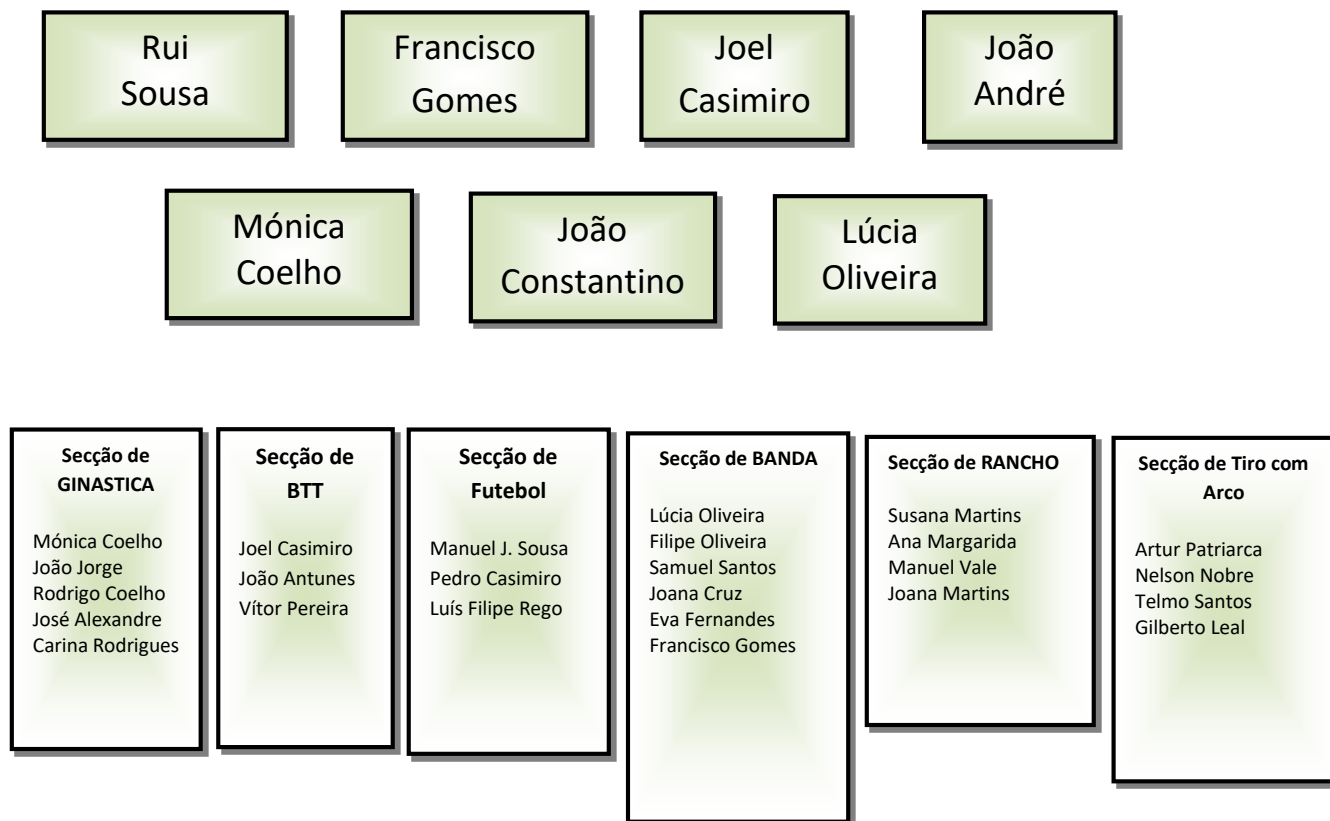 Rui
Sousa
Francisco
Gomes
Joel
Casimiro
João
André
Mónica
Coelho
João
Constantino
Lúcia
Oliveira
Secção de
GINASTICA
Mónica Coelho
João Jorge
Rodrigo Coelho
José Alexandre
Carina Rodrigues
Secção de
BTT
Joel Casimiro
João Antunes
Vítor Pereira
Secção de
Futebol
Manuel J. Sousa
Pedro Casimiro
Luís Filipe Rego
Secção de BANDA
Lúcia Oliveira
Filipe Oliveira
Samuel Santos
Joana Cruz
Eva Fernandes
Francisco Gomes
Secção de RANCHO
Susana Martins
Ana Margarida
Manuel Vale
Joana Martins
Secção de Tiro com
Arco
Artur Patriarca
Nelson Nobre
Telmo Santos
Gilberto Leal